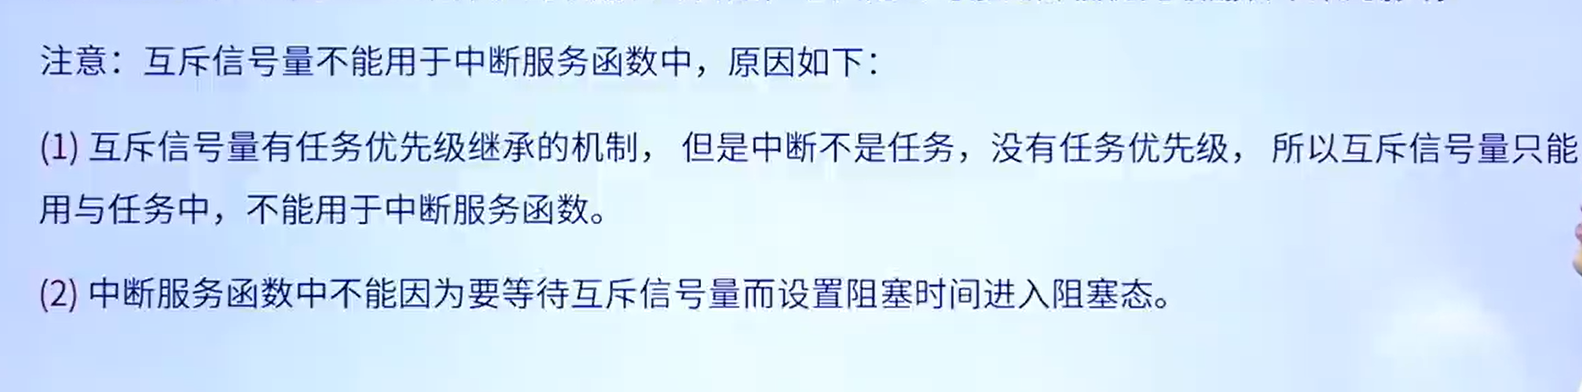 注意：互斥信号量不能用于中断服务函数中，原因如下：
(1) 互斥信号量有任务优先级继承的机制， 但是中断不是任务，没有任务优先级， 所以互斥信号量只能
用与任务中，不能用于中断服务函数。
(2) 中断服务函数中不能因为要等待互斥信号量而设置阻塞时间进入阻塞态。